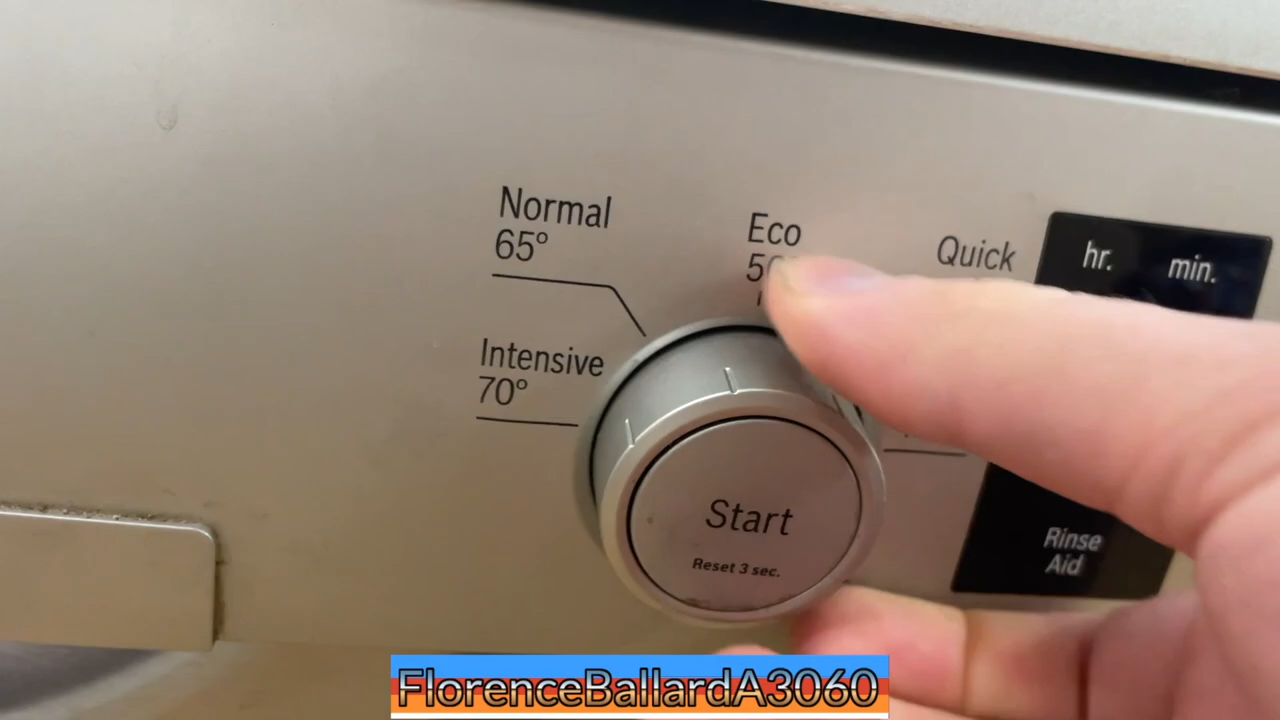 Normal
65°
Eco
Quick
hr.
min.
Intensive
70°
Start
Reset 3 sec.
Rinse
Aid
FlorenceBallardA3060